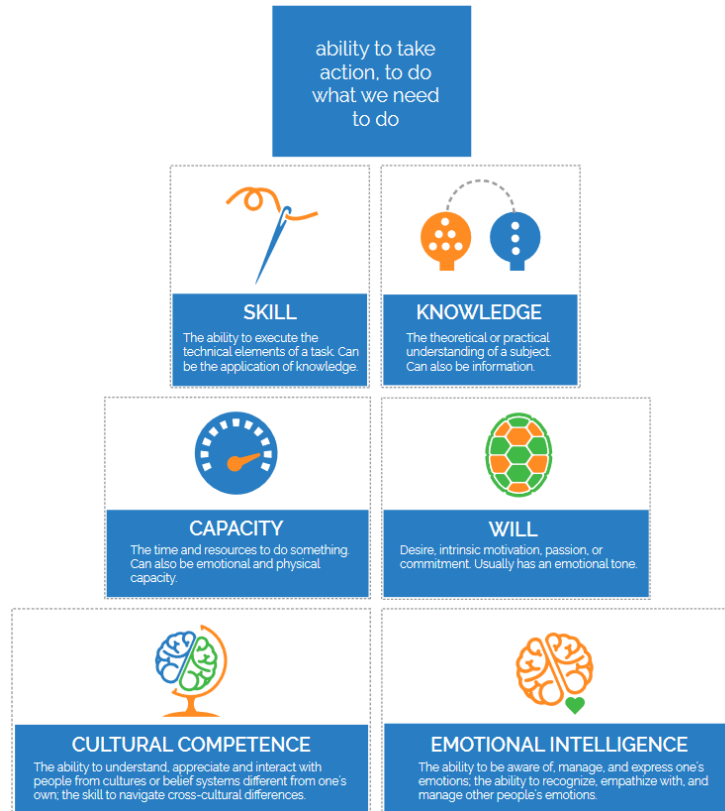 ability to take
action, to do
what we need
to do
SKILL
The ability to execute the
technical elements of a task. Can
be the application of knowledge.
KNOWLEDGE
The theoretical or practical
understanding of a subject.
Can also be information.
CAPACITY
The time and resources to do something.
Can also be emotional and physical
capacity.
WILL
Desire, intrinsic motivation, passion, or
commitment. Usually has an emotional tone.
CULTURAL COMPETENCE
The ability to understand, appreciate and interact with
people from cultures or belief systems different from one's
own; the skill to navigate cross-cultural differences.
EMOTIONAL INTELLIGENCE
The ability to be aware of, manage, and express one's
emotions; the ability to recognize, empathize with, and
manage other people's emotions.